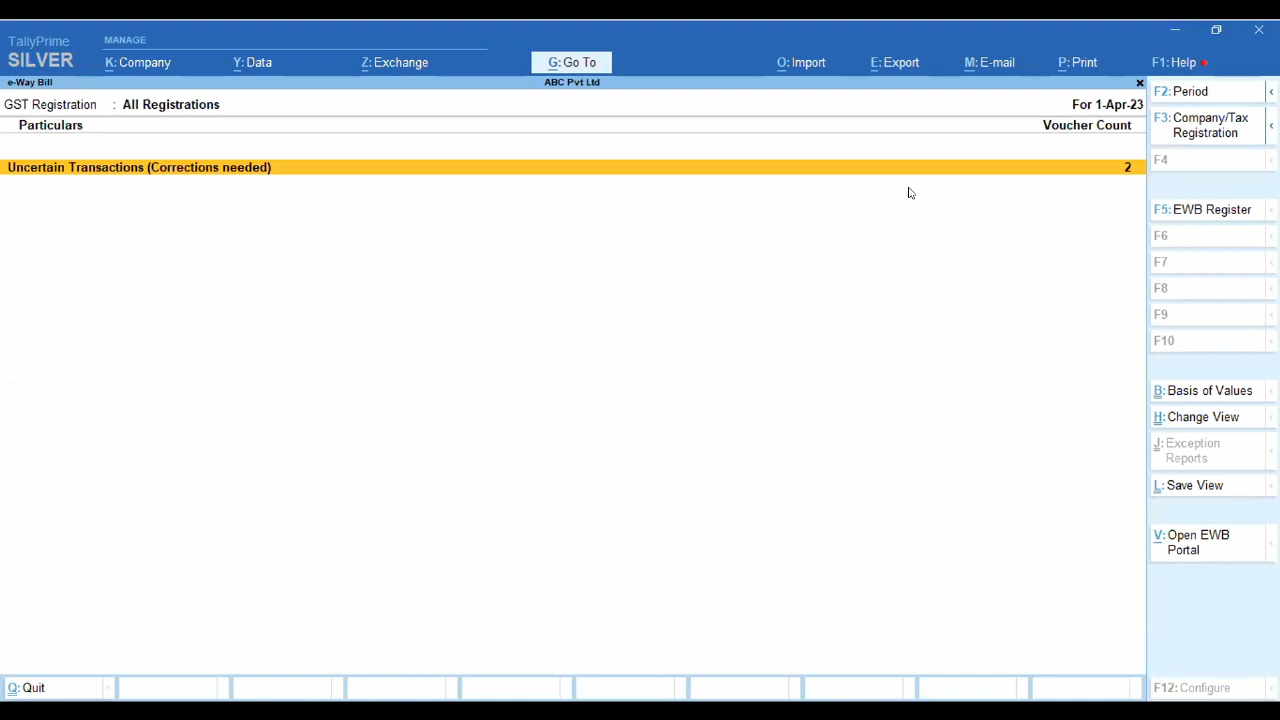 TallyPrime
SILVER
MANAGE
K: Company
Y: Data
Z: Exchange
G: Go To
O: Import
E: Export
M: E-mail
P: Print
F1: Help
e-Way Bill
ABC Pvt Ltd
GST Registration : All Registrations
For 1-Apr-23
Particulars
Voucher Count
Uncertain Transactions (Corrections needed)
2
F2: Period
F3: Company/Tax
Registration
F4
F5: EWB Register
F6
F7
F8
F9
F10
B: Basis of Values
H: Change View
J: Exception
Reports
L: Save View
V: Open EWB
Portal
Q: Quit
F12: Configure